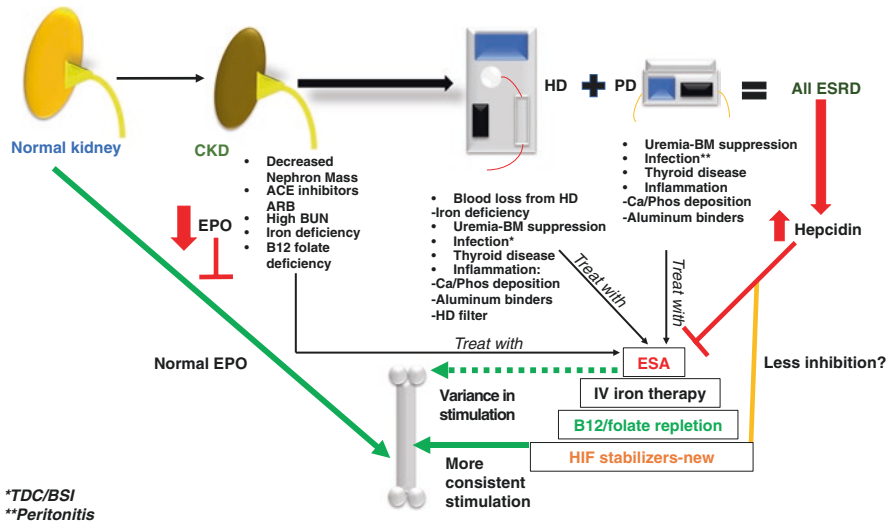 HD
PD
All ESRD
Normal kidney
CKD
• Decreased
Nephron Mass
• ACE inhibitors
ARB
• High BUN
• Iron deficiency
• B12 folate
deficiency
EPO
• Blood loss from HD
-Iron deficiency
• Uremia-BM suppression
• Infection*
• Thyroid disease
• Inflammation:
-Ca/Phos deposition
-Aluminum binders
-HD filter
• Uremia-BM suppression
• Infection**
• Thyroid disease
• Inflammation
-Ca/Phos deposition
-Aluminum binders
Hepcidin
Treat with
Treat with
Treat with
Normal EPO
ESA
IV iron therapy
B12/folate repletion
HIF stabilizers-new
Less inhibition?
Variance in
stimulation
More
consistent
stimulation
*TDC/BSI
**Peritonitis